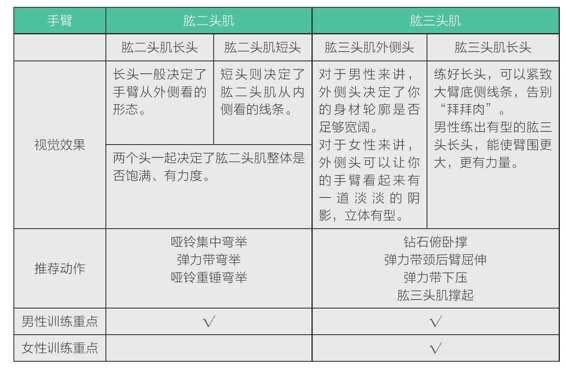 手臂
肱二头肌
肱三头肌
肱二头肌长头
肱二头肌短头
肱三头肌外侧头
肱三头肌长头
视觉效果
长头一般决定了
手臂从外侧看的
形态。
短头则决定了
肱二头肌从内
侧看的线条。
两个头一起决定了肱二头肌整体是
否饱满、有力度。
对于男性来讲，
外侧头决定了你
的身材轮廓是否
足够宽阔。
对于女性来讲，
外侧头可以让你
的手臂看起来有
一道淡淡的阴
影，立体有型。
练好长头，可以紧致
大臂底侧线条，告别
“拜拜肉”。
男性练出有型的肱三
头长头，能使臂围更
大，更有力量。
推荐动作
哑铃集中弯举
弹力带弯举
哑铃重锤弯举
钻石俯卧撑
弹力带颈后臂屈伸
弹力带下压
肱三头肌撑起
男性训练重点
√
√
女性训练重点
√